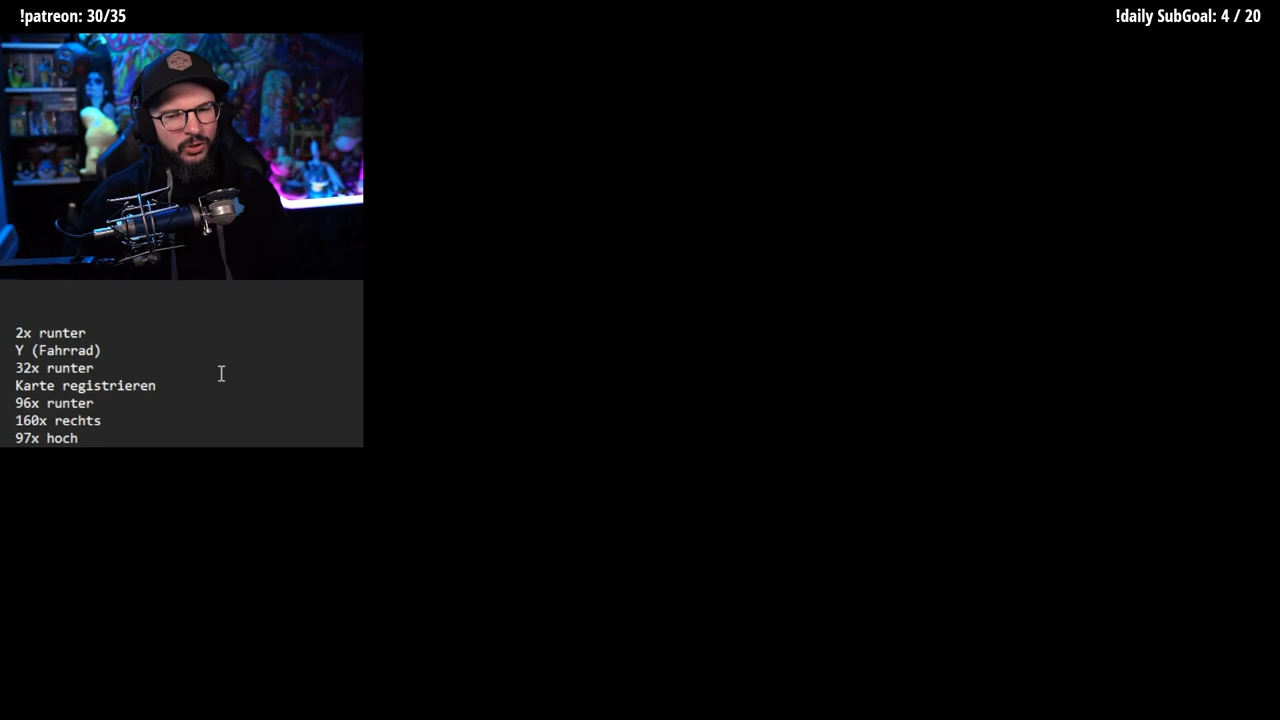 !patreon: 30/35
!daily SubGoal: 4 / 20
2x runter
Y (Fahrrad)
32x runter
Karte registrieren
96x runter
160x rechts
97x hoch